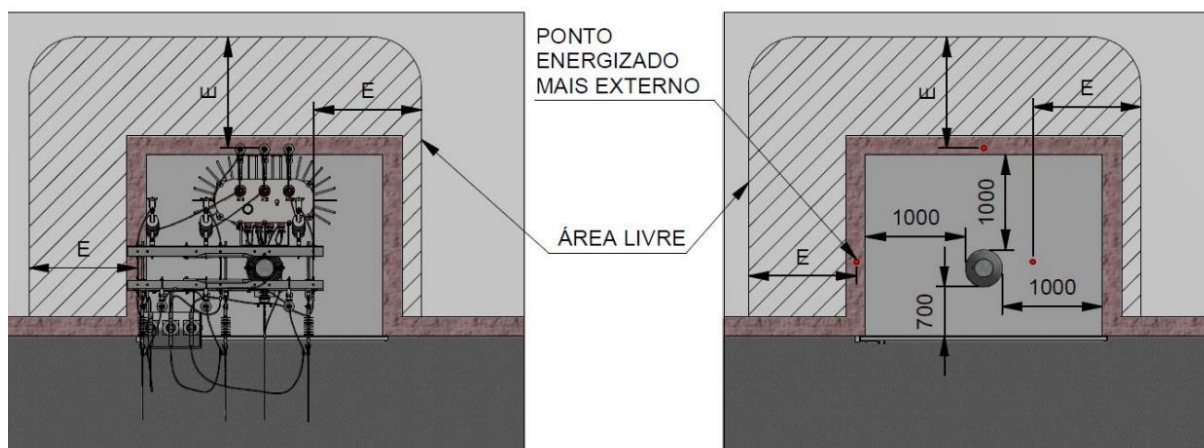 E
E
E
PONTO
ENERGIZADO
MAIS EXTERNO
ÁREA LIVRE
E
E
E
1000
1000
1000
700